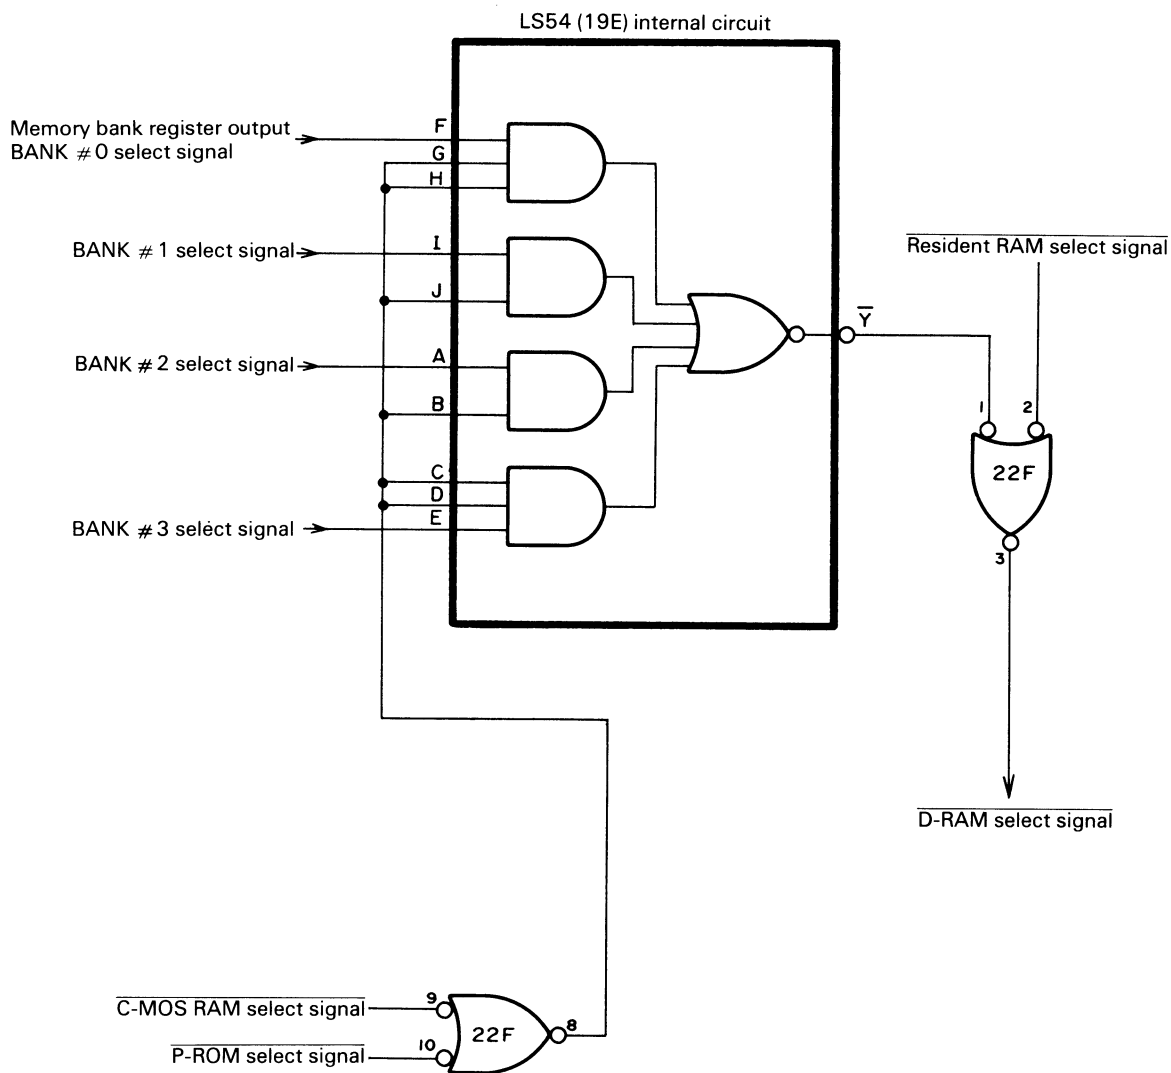 LS54 (19E) internal circuit
Memory bank register output
BANK #0 select signal
F
G
H
BANK #1 select signal
I
J
BANK #2 select signal
A
B
C
D
E
BANK #3 select signal
Y
Resident RAM select signal
1
2
22F
3
D-RAM select signal
C-MOS RAM select signal
9
P-ROM select signal
10
22F
8